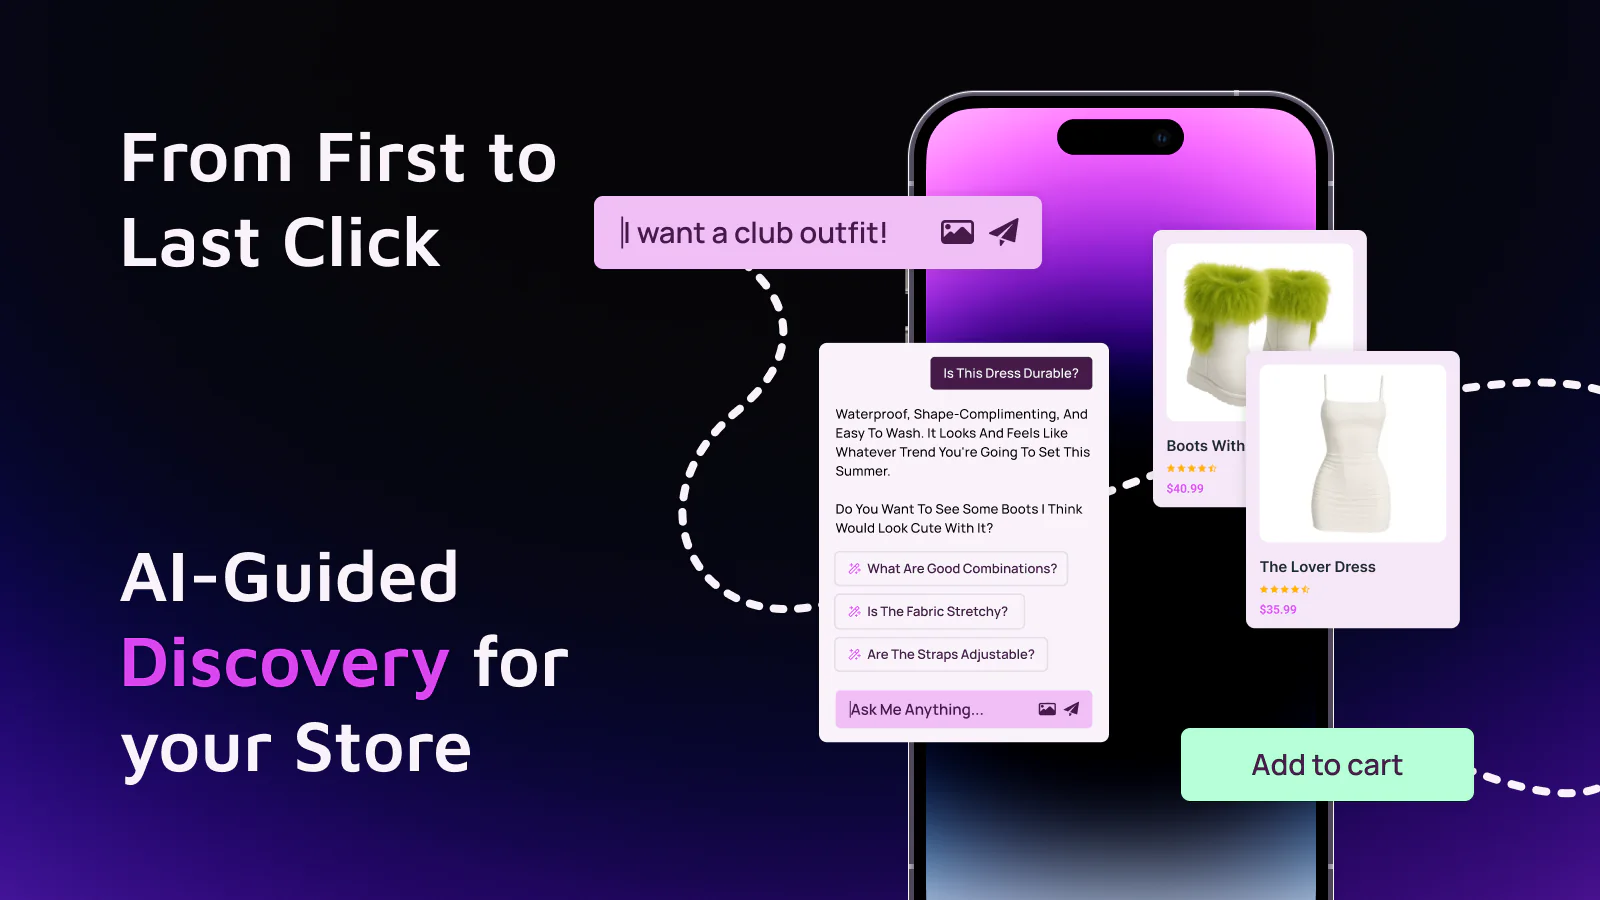 From First to
Last Click
AI-Guided
Discovery for
your Store
I want a club outfit!
Is This Dress Durable?
Waterproof, Shape-Complimenting, And
Easy To Wash. It Looks And Feels Like
Whatever Trend You're Going To Set This
Summer.
Do You Want To See Some Boots I Think
Would Look Cute With It?
What Are Good Combinations?
Is The Fabric Stretchy?
Are The Straps Adjustable?
Ask Me Anything...
Boots With
$40.99
The Lover Dress
$35.99
Add to cart